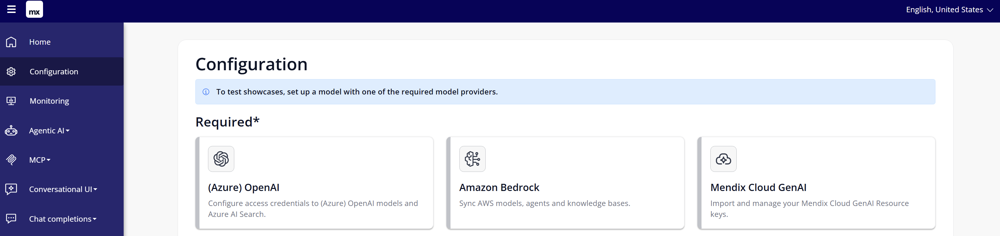 mx
English, United States
Home
Configuration
Monitoring
Agentic AI
MCP
Conversational UI
Chat completions
Configuration
To test showcases, set up a model with one of the required model providers.
Required*
(Azure) OpenAI
Configure access credentials to (Azure) OpenAI models and
Azure AI Search.
Amazon Bedrock
Sync AWS models, agents and knowledge bases.
Mendix Cloud GenAI
Import and manage your Mendix Cloud GenAI Resource
keys.